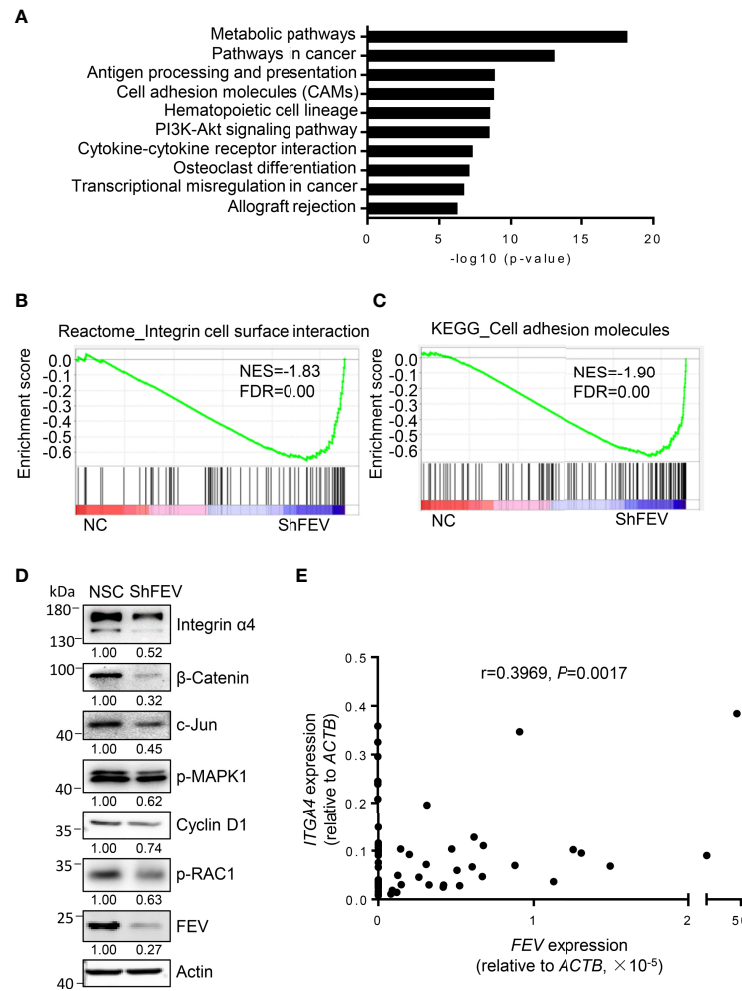 A
Metabolic pathways
Pathways in cancer
Antigen processing and presentation
Cell adhesion molecules (CAMs)
Hematopoietic cell lineage
PI3K-Akt signaling pathway
Cytokine-cytokine receptor interaction
Osteoclast differentiation
Transcriptional misregulation in cancer
Allograft rejection
0 5 10 15 20
-log10 (p-value)
B
Reactome_Integrin cell surface interaction
Enrichment score
0.0
-0.1
-0.2
-0.3
-0.4
-0.5
-0.6
NES=-1.83
FDR=0.00
NC ShFEV
C
KEGG_Cell adhesion molecules
Enrichment score
0.0
-0.1
-0.2
-0.3
-0.4
-0.5
-0.6
NES=-1.90
FDR=0.00
NC ShFEV
D
kDa NSC ShFEV
180
130
Integrin α4
1.00 0.52
100
β-Catenin
1.00 0.32
40
c-Jun
1.00 0.45
40
p-MAPK1
1.00 0.62
35
Cyclin D1
1.00 0.74
35
p-RAC1
1.00 0.63
25
FEV
1.00 0.27
40
Actin
E
r=0.3969, P=0.0017
ITGA4 expression
(relative to ACTB)
0.5
0.4
0.3
0.2
0.1
0.0
0 1 2
FEV expression
(relative to ACTB, ×10-5)